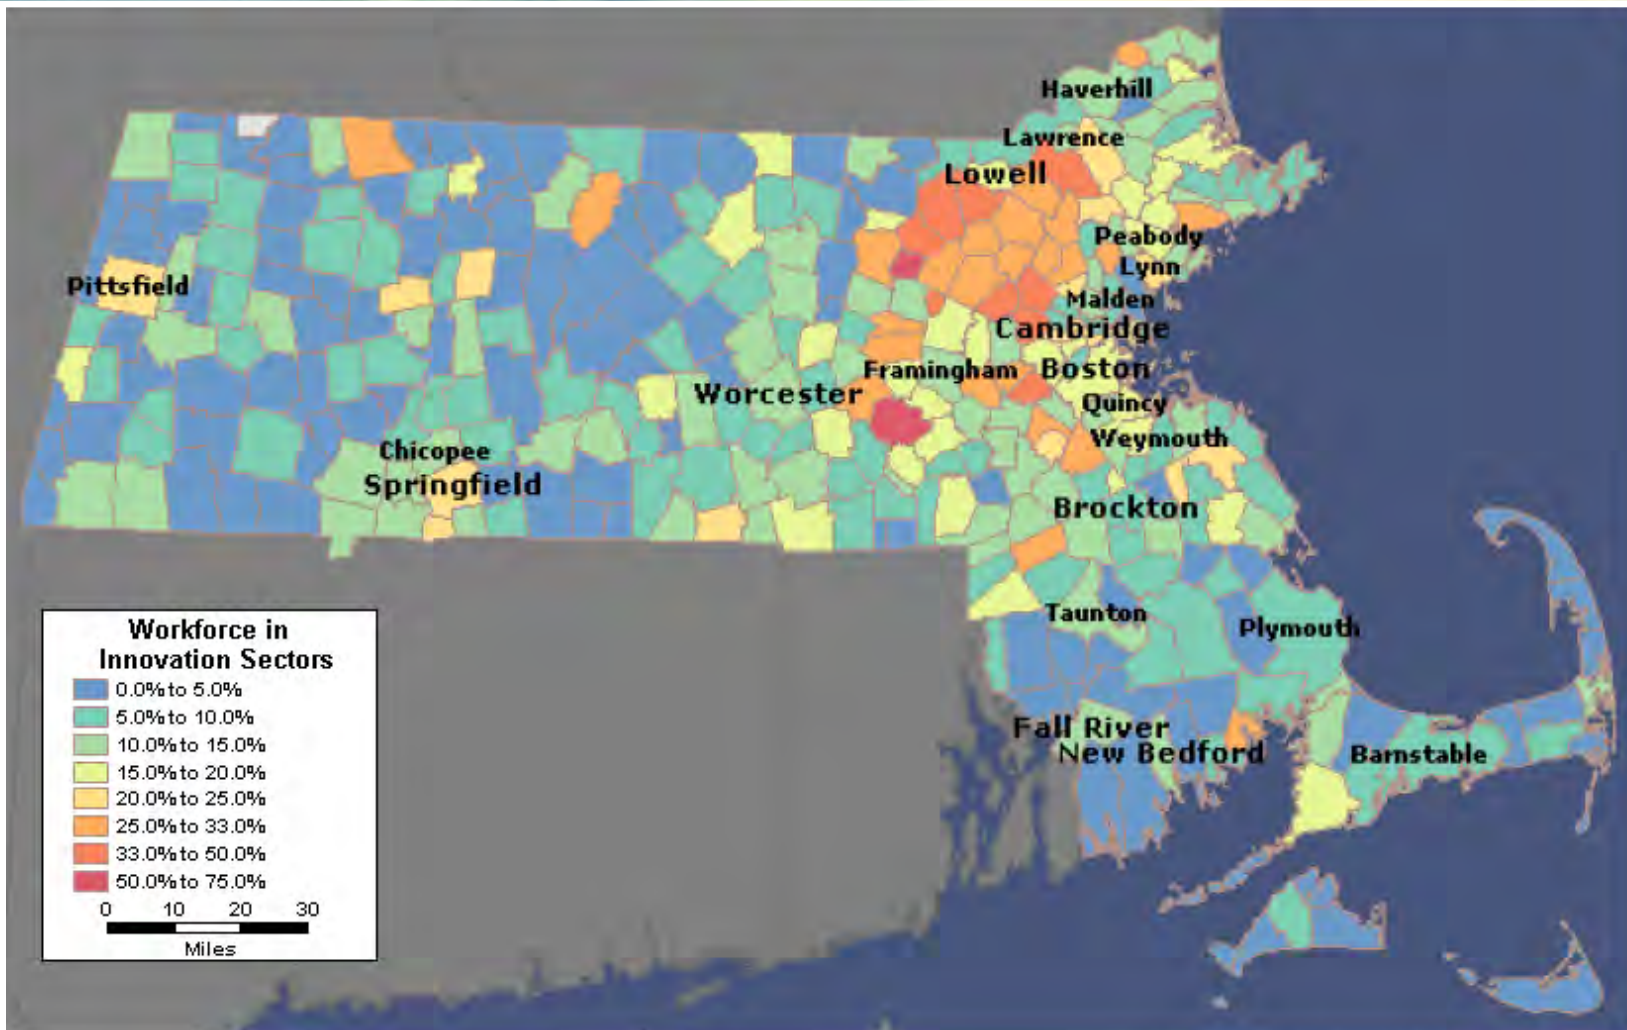 Haverhill
Lawrence
Lowell
Peabody
Lynn
Pittsfield
Malden
Cambridge
Framingham
Boston
Worcester
Quincy
Weymouth
Chicopee
Springfield
Brockton
Taunton
Plymouth
Fall River
New Bedford
Barnstable
Workforce in
Innovation Sectors
0.0% to 5.0%
5.0% to 10.0%
10.0% to 15.0%
15.0% to 20.0%
20.0% to 25.0%
25.0% to 33.0%
33.0% to 50.0%
50.0% to 75.0%
0 10 20 30
Miles